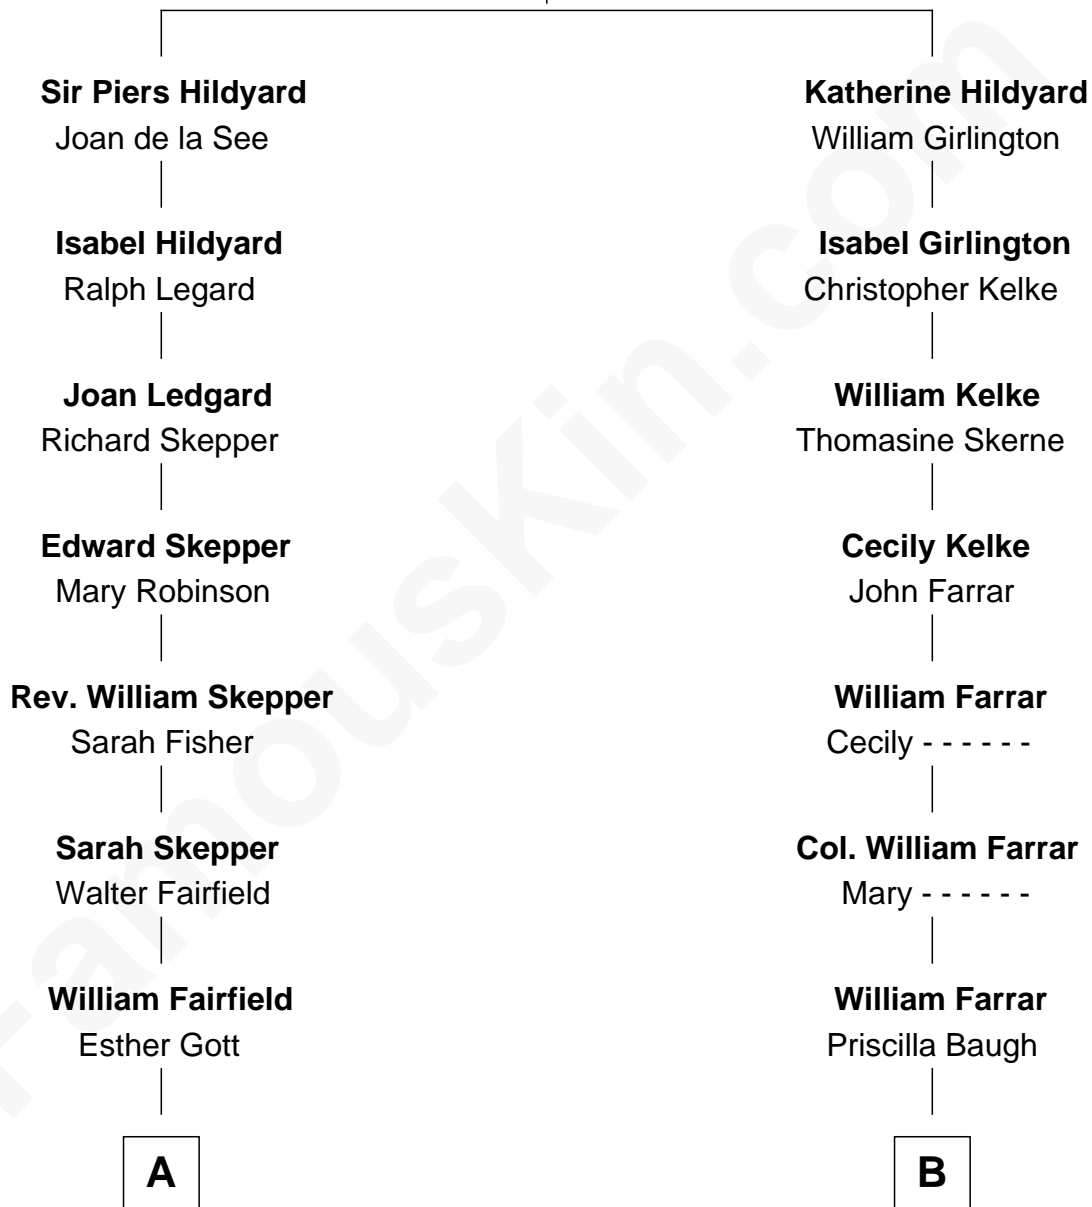 Sir Piers Hildyard
Joan de la See
Isabel Hildyard
Ralph Legard
Joan Ledgard
Richard Skepper
Edward Skepper
Mary Robinson
Rev. William Skepper
Sarah Fisher
Sarah Skepper
Walter Fairfield
William Fairfield
Esther Gott
A
Katherine Hildyard
William Girlington
Isabel Girlington
Christopher Kelke
William Kelke
Thomasine Skerne
Cecily Kelke
John Farrar
William Farrar
Cecily - - - - - -
Col. William Farrar
Mary - - - - - -
William Farrar
Priscilla Baugh
B
FamousKin.com